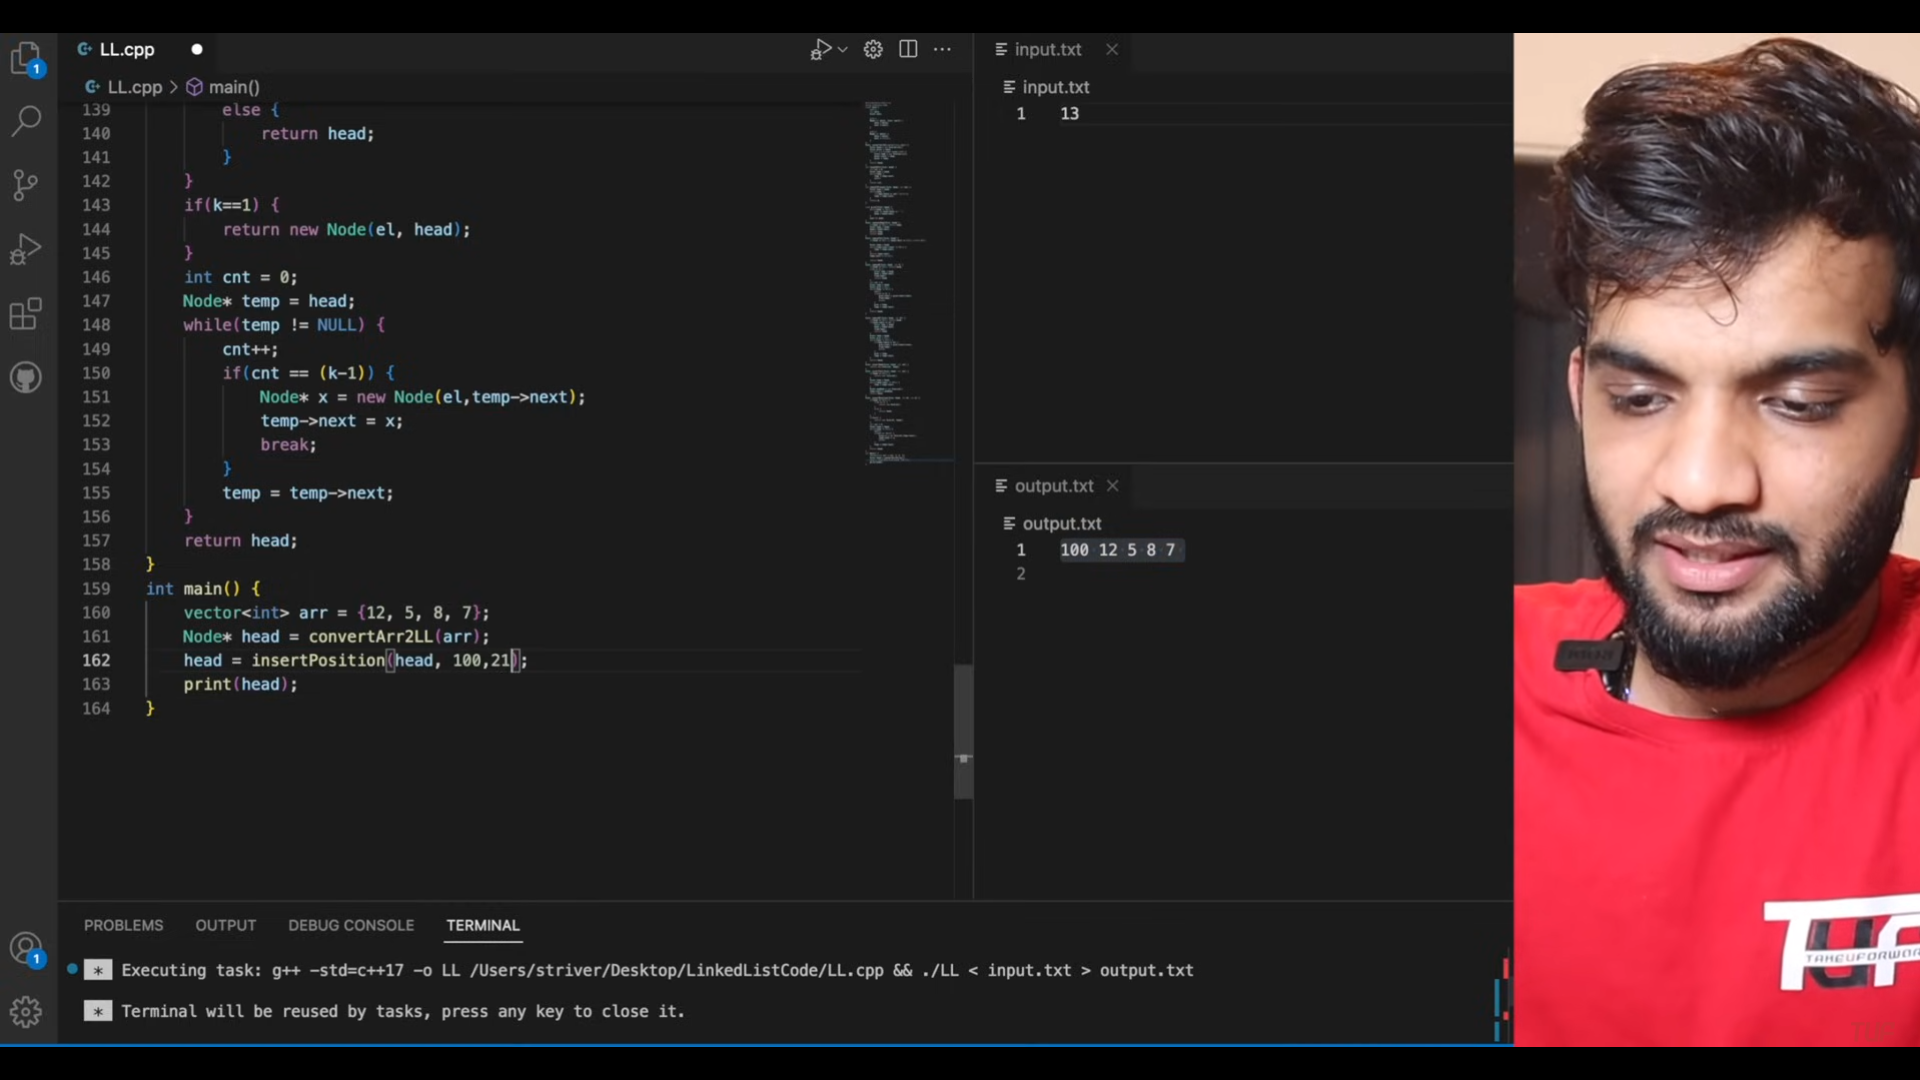 LL.cpp
LL.cpp > main()
139 else {
140 return head;
141 }
142 }
143 if(k==1) {
144 return new Node(el, head);
145 }
146 int cnt = 0;
147 Node* temp = head;
148 while(temp != NULL) {
149 cnt++;
150 if(cnt == (k-1)) {
151 Node* x = new Node(el,temp->next);
152 temp->next = x;
153 break;
154 }
155 temp = temp->next;
156 }
157 return head;
158 }
159 int main() {
160 vector<int> arr = {12, 5, 8, 7};
161 Node* head = convertArr2LL(arr);
162 head = insertPosition(head, 100,21);
163 print(head);
164 }
input.txt
input.txt
1 13
output.txt
output.txt
1 100 12 5 8 7
2
1
1
PROBLEMS OUTPUT DEBUG CONSOLE TERMINAL
* Executing task: g++ -std=c++17 -o LL /Users/striver/Desktop/LinkedListCode/LL.cpp && ./LL < input.txt > output.txt
* Terminal will be reused by tasks, press any key to close it.
TUF
TAKEUFORWAR